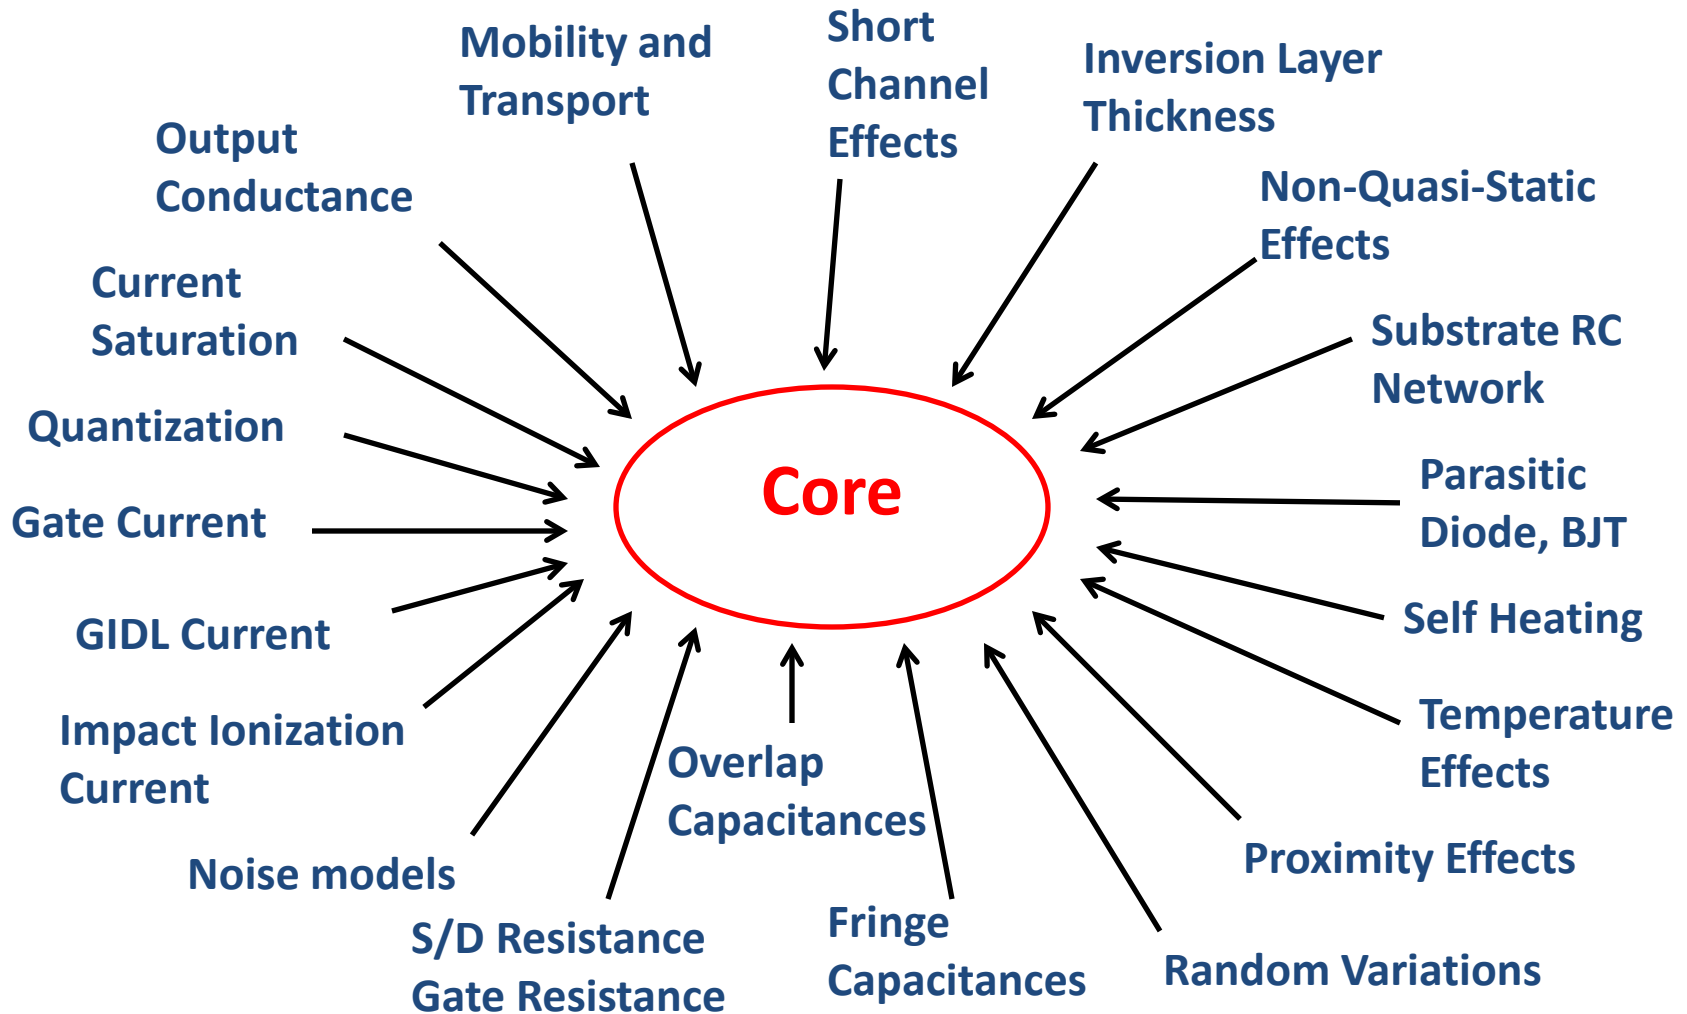 Mobility and
Transport
Short
Channel
Effects
Inversion Layer
Thickness
Output
Conductance
Non-Quasi-Static
Effects
Current
Saturation
Substrate RC
Network
Quantization
Core
Parasitic
Diode, BJT
Gate Current
GIDL Current
Self Heating
Impact Ionization
Current
Temperature
Effects
Overlap
Capacitances
Noise models
Proximity Effects
S/D Resistance
Gate Resistance
Fringe
Capacitances
Random Variations